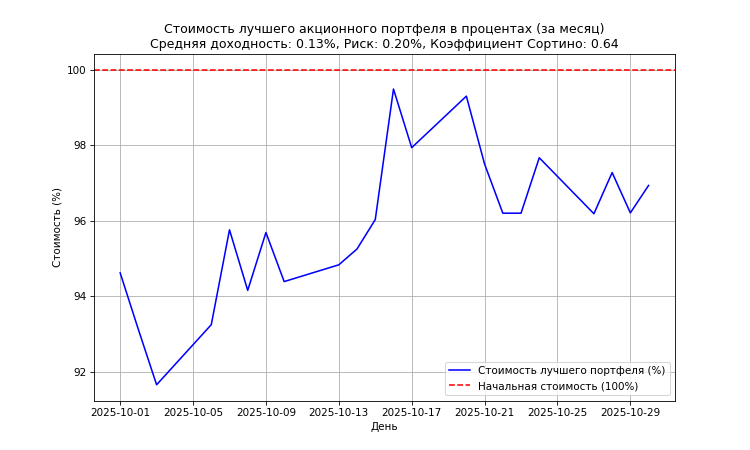 Стоимость лучшего акционного портфеля в процентах (за месяц)
Средняя доходность: 0.13%, Риск: 0.20%, Коэффициент Сортино: 0.64
Стоимость (%)
100
98
96
94
92
Стоимость лучшего портфеля (%)
Начальная стоимость (100%)
2025-10-01 2025-10-05 2025-10-09 2025-10-13 2025-10-17 2025-10-21 2025-10-25 2025-10-29
День